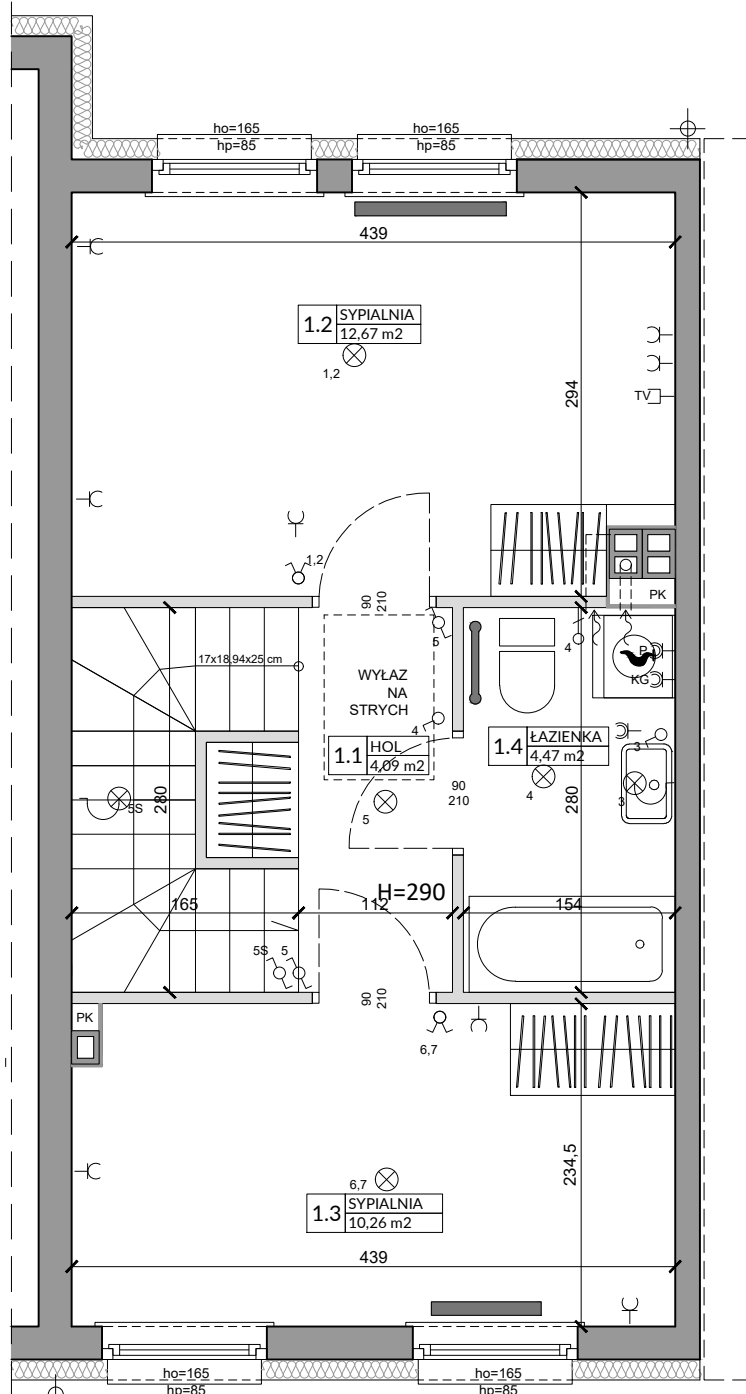 ho=165
hp=85
ho=165
hp=85
439
1.2
SYPIALNIA
12,67 m2
1,2
294
TV
1,2
90
210
PK
17x18,94x25 cm
WYŁAZ
NA
STRYCH
5
4
4
P
KG
1.1
HOL
4,09 m2
1.4
ŁAZIENKA
4,47 m2
3
5S
280
5
90
210
4
280
3
H=290
165
112
154
5S
5
90
210
PK
6,7
234,5
6,7
1.3
SYPIALNIA
10,26 m2
439
ho=165
hp=85
ho=165
hp=85